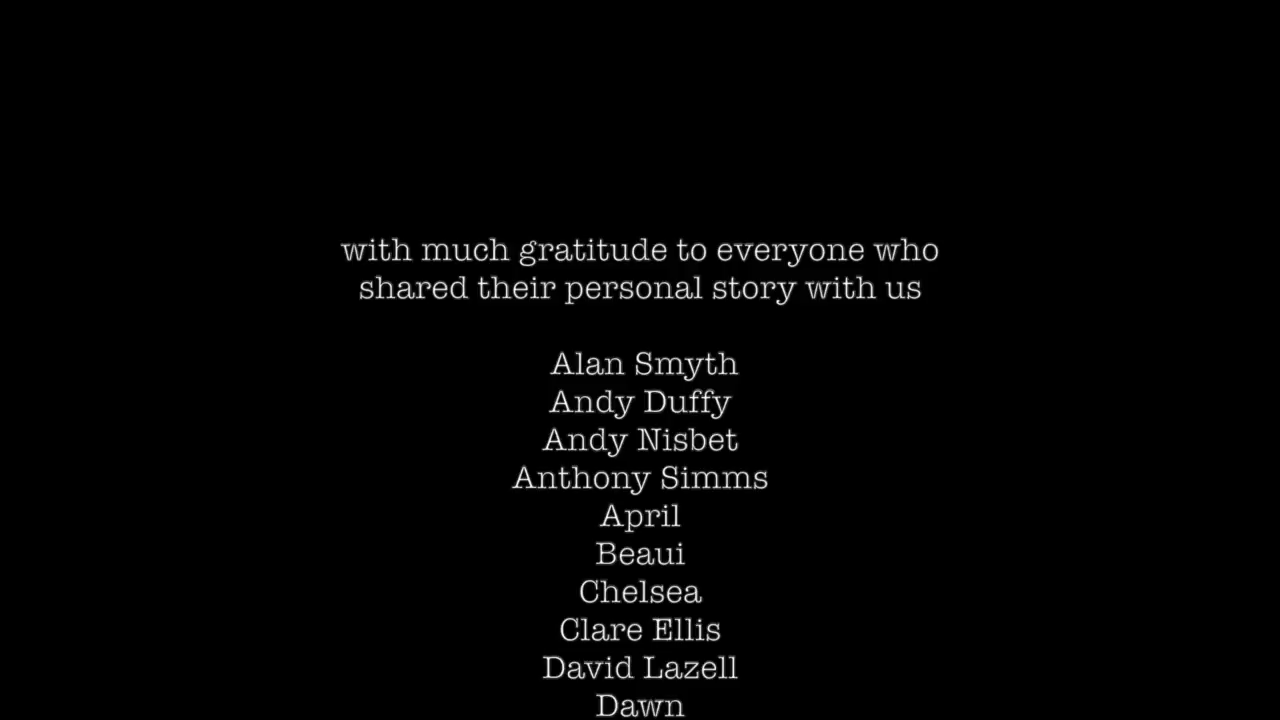 with much gratitude to everyone who
shared their personal story with us
Alan Smyth
Andy Duffy
Andy Nisbet
Anthony Simms
April
Beaui
Chelsea
Clare Ellis
David Lazell
Dawn